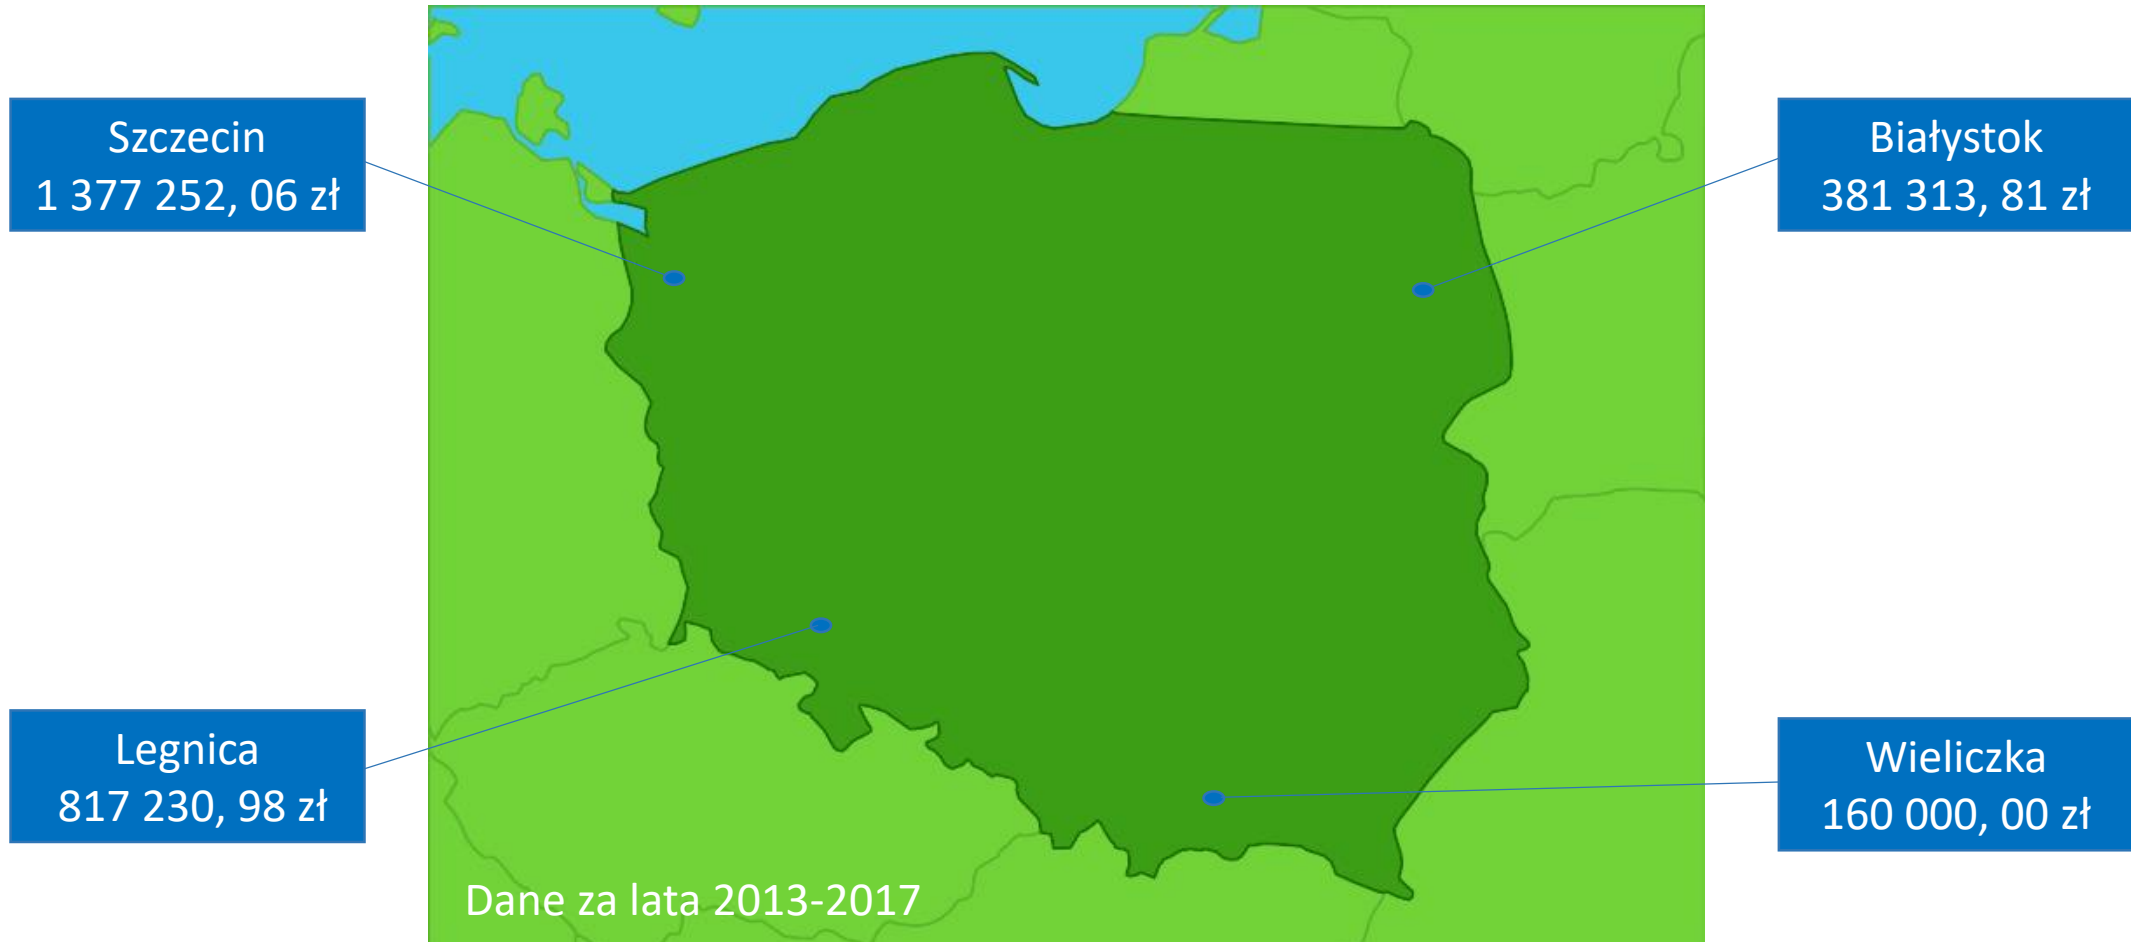 Szczecin
1 377 252, 06 zł
Białystok
381 313, 81 zł
Legnica
817 230, 98 zł
Wieliczka
160 000, 00 zł
Dane za lata 2013-2017